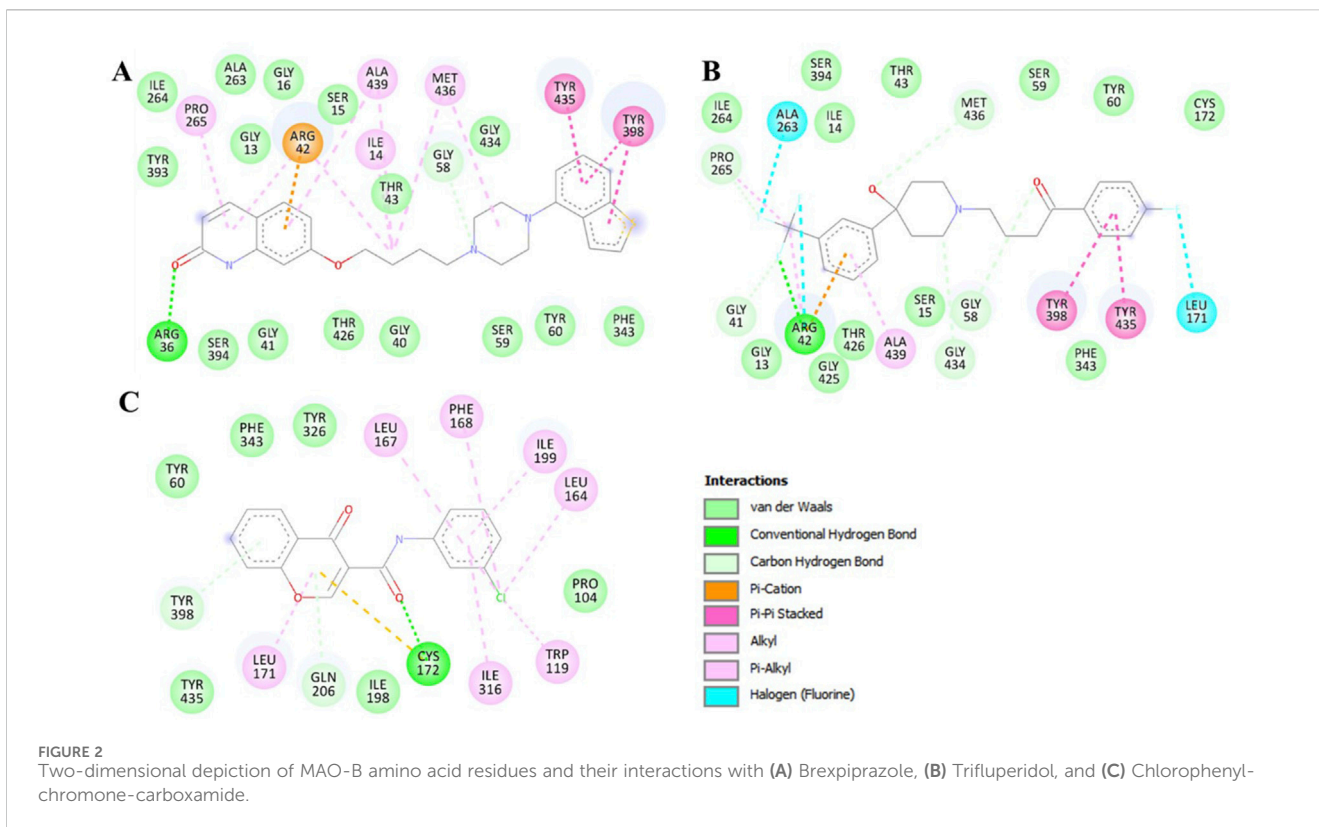 A
ILE 264
ALA 263
GLY 16
SER 15
ALA 439
MET 436
TYR 435
TYR 398
PRO 265
GLY 13
ARG 42
ILE 14
GLY 58
GLY 434
TYR 393
THR 43
N
N
S
O
N
O
ARG 36
SER 394
GLY 41
THR 426
GLY 40
SER 59
TYR 60
PHE 343
B
SER 394
THR 43
SER 59
TYR 60
CYS 172
ILE 264
ALA 263
ILE 14
MET 436
PRO 265
O
O
N
F
F
F
F
GLY 41
SER 15
GLY 58
TYR 398
TYR 435
LEU 171
GLY 13
ARG 42
THR 426
ALA 439
GLY 434
GLY 425
PHE 343
C
PHE 343
TYR 326
LEU 167
PHE 168
ILE 199
LEU 164
TYR 60
O
N
O
O
Cl
PRO 104
TYR 398
TYR 435
LEU 171
GLN 206
ILE 198
CYS 172
ILE 316
TRP 119
Interactions
van der Waals
Conventional Hydrogen Bond
Carbon Hydrogen Bond
Pi-Cation
Pi-Pi Stacked
Alkyl
Pi-Alkyl
Halogen (Fluorine)
FIGURE 2
Two-dimensional depiction of MAO-B amino acid residues and their interactions with (A) Brexpiprazole, (B) Trifluperidol, and (C) Chlorophenyl-
chromone-carboxamide.